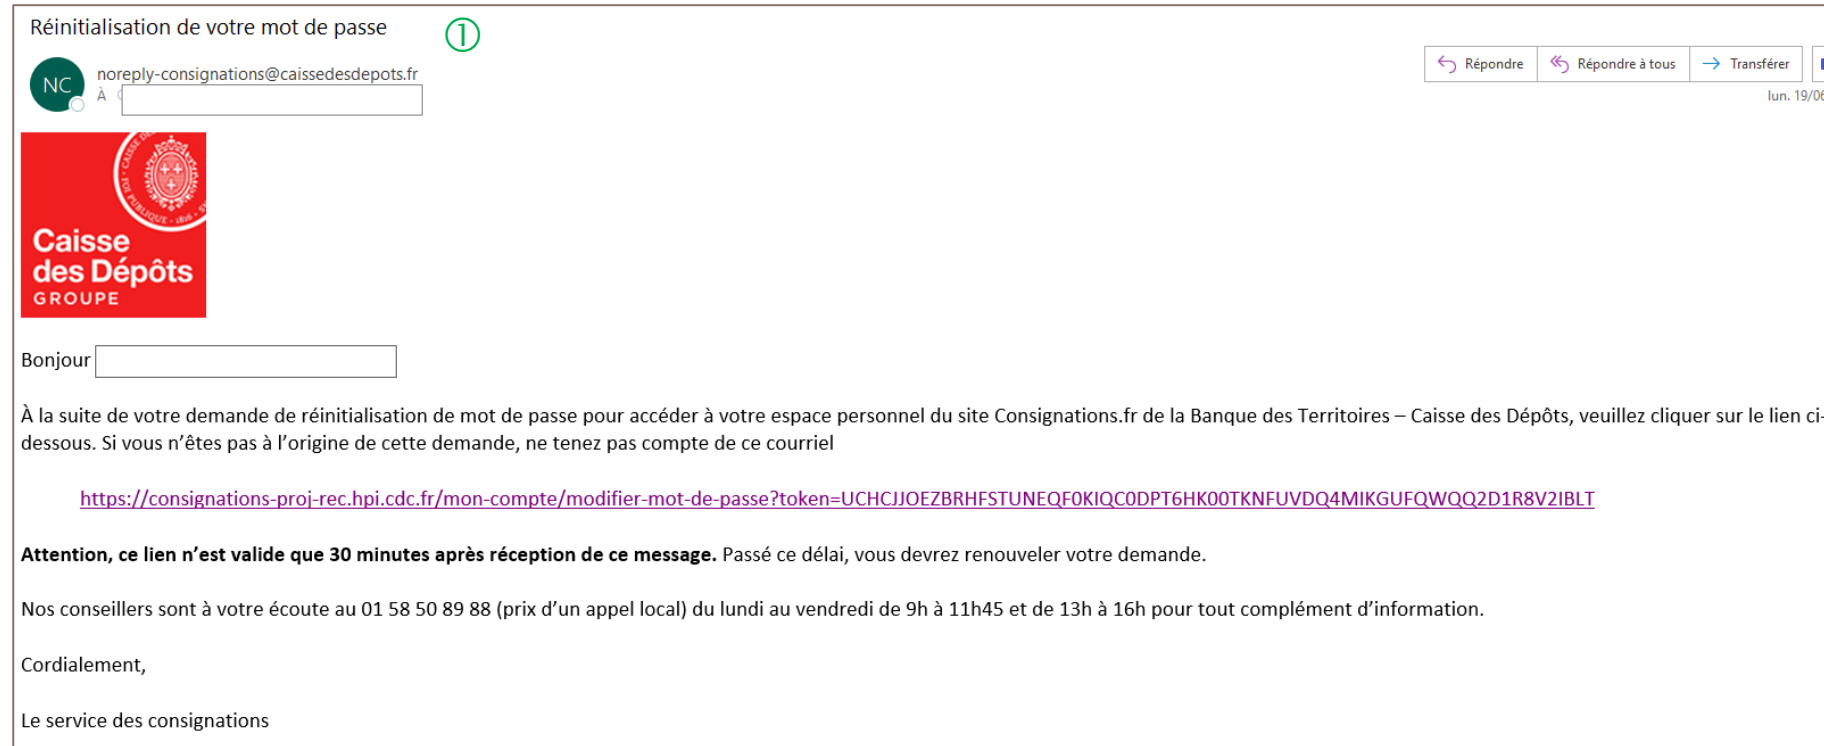 Réinitialisation de votre mot de passe
①
NC
noreply-consignations@caissedesdepots.fr
À
Répondre
Répondre à tous
Transférer
lun. 19/06
CAISSE DES
FOI PUBLIQUE - 1816
Caisse
des Dépôts
GROUPE
Bonjour
À la suite de votre demande de réinitialisation de mot de passe pour accéder à votre espace personnel du site Consignations.fr de la Banque des Territoires – Caisse des Dépôts, veuillez cliquer sur le lien ci-
dessous. Si vous n’êtes pas à l’origine de cette demande, ne tenez pas compte de ce courriel
https://consignations-proj-rec.hpi.cdc.fr/mon-compte/modifier-mot-de-passe?token=UCHCJJOEZBRHFSTUNEQF0KIQC0DPT6HK00TKNFUVDQ4MIKGUFQWQQ2D1R8V2IBLT
Attention, ce lien n’est valide que 30 minutes après réception de ce message. Passé ce délai, vous devrez renouveler votre demande.
Nos conseillers sont à votre écoute au 01 58 50 89 88 (prix d’un appel local) du lundi au vendredi de 9h à 11h45 et de 13h à 16h pour tout complément d’information.
Cordialement,
Le service des consignations